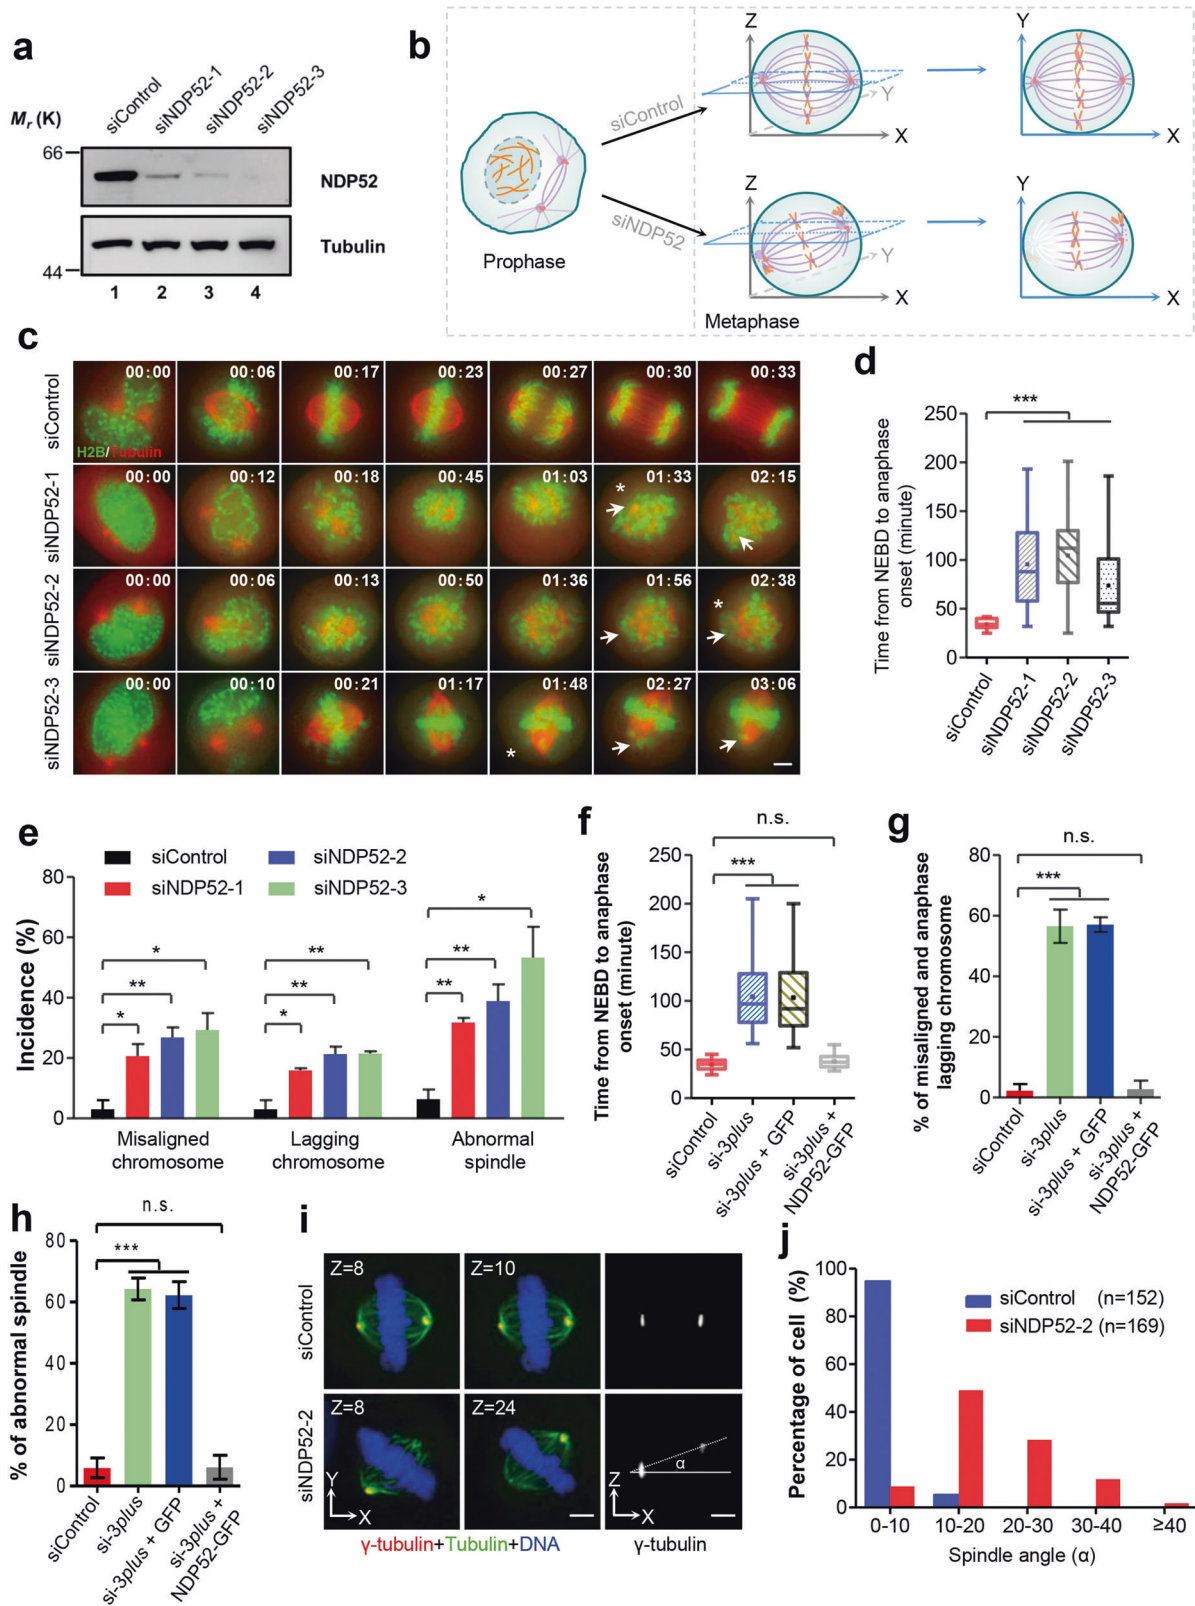 a
Mr (K)
siControl
siNDP52-1
siNDP52-2
siNDP52-3
66
NDP52
Tubulin
44
1 2 3 4
b
Prophase
siControl
siNDP52
Z
Y
X
Y
X
Z
Y
X
Y
X
Metaphase
c
siControl
00:00 00:06 00:17 00:23 00:27 00:30 00:33
H2B/Tubulin
siNDP52-1
00:00 00:12 00:18 00:45 01:03 01:33 02:15
*
siNDP52-2
00:00 00:06 00:13 00:50 01:36 01:56 02:38
*
siNDP52-3
00:00 00:10 00:21 01:17 01:48 02:27 03:06
*
d
Time from NEBD to anaphase
onset (minute)
250
200
150
100
50
0
***
siControl
siNDP52-1
siNDP52-2
siNDP52-3
e
siControl
siNDP52-1
siNDP52-2
siNDP52-3
Incidence (%)
80
60
40
20
0
* ** *
* ** **
** ** *
Misaligned
chromosome
Lagging
chromosome
Abnormal
spindle
f
Time from NEBD to anaphase
onset (minute)
250
200
150
100
50
0
n.s.
***
siControl
si-3plus
si-3plus + GFP
si-3plus +
NDP52-GFP
g
% of misaligned and anaphase
lagging chromosome
80
60
40
20
0
n.s.
***
siControl
si-3plus
si-3plus + GFP
si-3plus +
NDP52-GFP
h
% of abnormal spindle
80
60
40
20
0
n.s.
***
siControl
si-3plus
si-3plus + GFP
si-3plus +
NDP52-GFP
i
siControl
Z=8
Z=10
siNDP52-2
Z=8
Z=24
Y
X
α
Z
X
γ-tubulin+Tubulin+DNA
γ-tubulin
j
Percentage of cell (%)
100
80
60
40
20
0
siControl (n=152)
siNDP52-2 (n=169)
0-10 10-20 20-30 30-40 ≥40
Spindle angle (α)